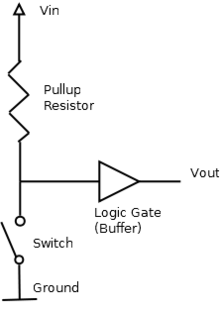 Vin
Pullup
Resistor
Vout
Logic Gate
(Buffer)
Switch
Ground